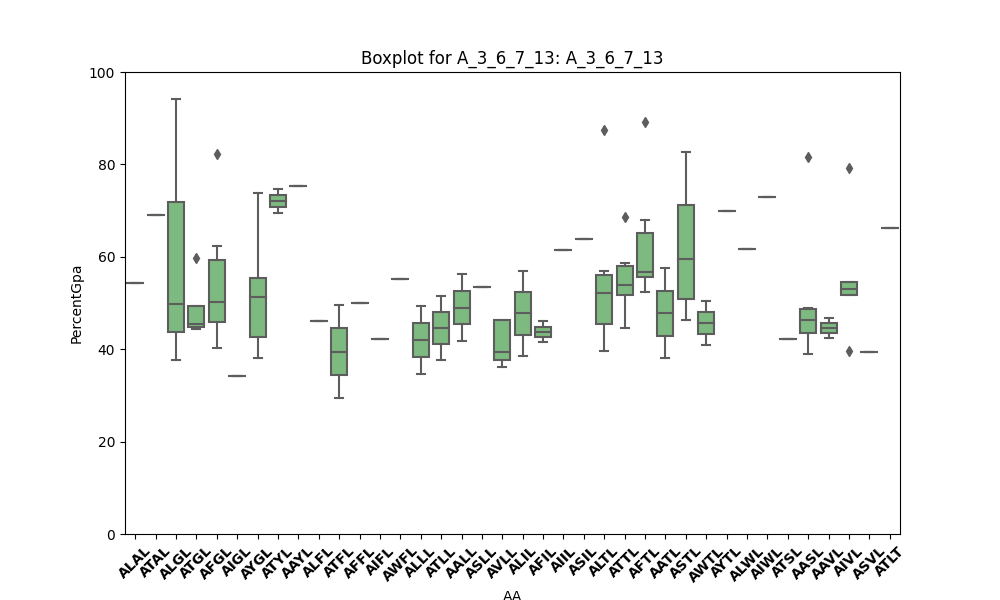 Boxplot for A_3_6_7_13: A_3_6_7_13
100
80
60
40
20
0
PercentGpa
ALAL ATAL ALGL ATGL AFGL AIGL AYGL ATYL AAYL ALFL ATFL AFFL AIFL AWFL ALLL ATLL AALL ASLL AVLL ALIL AFIL AIIL ASIL ALTL ATTL AFTL AATL ASTL AWTL AYTL ALWL AIWL ATSL AASL AAVL AIVL ASVL ATLT
AA